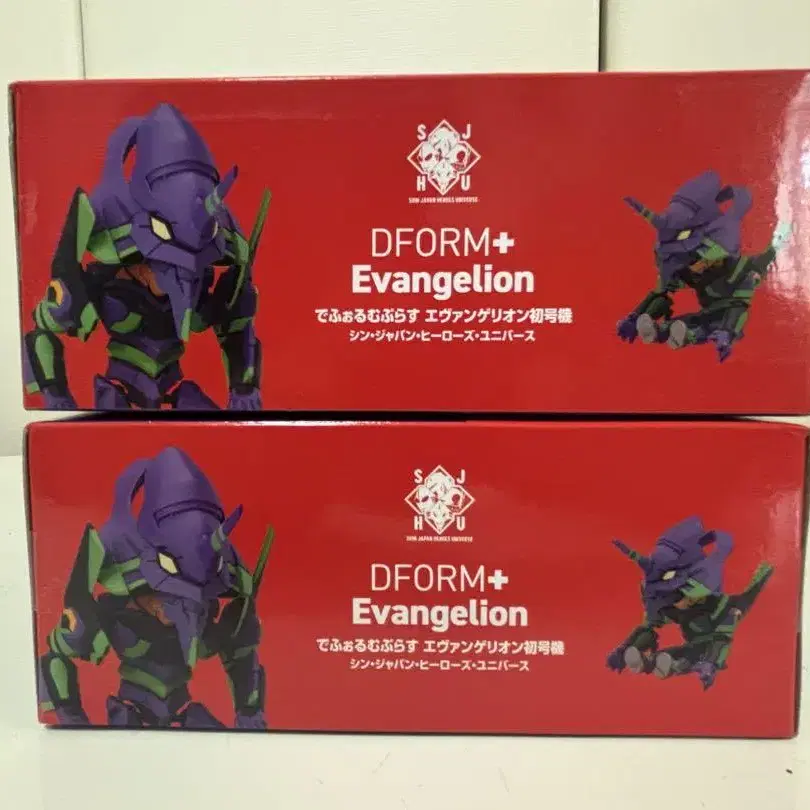 S J
H U
SHIN JAPAN HEROES UNIVERSE
DFORM+
Evangelion
でふぉるむぷらす エヴァンゲリオン初号機
シン・ジャパン・ヒーローズ・ユニバース
S J
H U
SHIN JAPAN HEROES UNIVERSE
DFORM+
Evangelion
でふぉるむぷらす エヴァンゲリオン初号機
シン・ジャパン・ヒーローズ・ユニバース